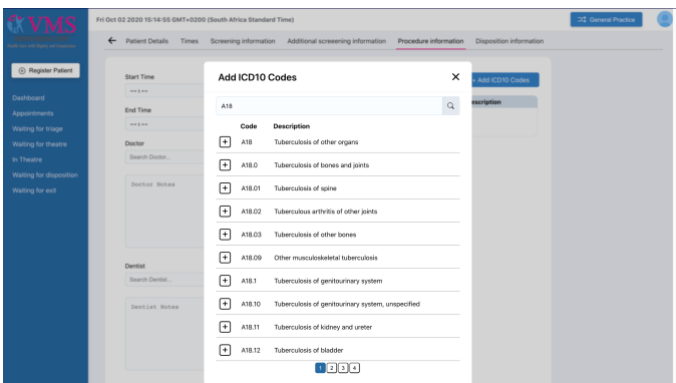 VMS
Fri Oct 02 2020 15:14:55 GMT+0200 (South Africa Standard Time)
General Practice
Patient Details Times Screening information Additional screeening information Procedure information Disposition information
Register Patient
Dashboard
Appointments
Waiting for triage
Waiting for theatre
In Theatre
Waiting for disposition
Waiting for exit
Start Time
--:--
End Time
--:--
Doctor
Search Doctor...
Doctor Notes
Dentist
Search Dentist...
Dentist Notes
Add ICD10 Codes
Add ICD10 Codes
A18
Code Description
A18 Tuberculosis of other organs
A18.0 Tuberculosis of bones and joints
A18.01 Tuberculosis of spine
A18.02 Tuberculous arthritis of other joints
A18.03 Tuberculosis of other bones
A18.09 Other musculoskeletal tuberculosis
A18.1 Tuberculosis of genitourinary system
A18.10 Tuberculosis of genitourinary system, unspecified
A18.11 Tuberculosis of kidney and ureter
A18.12 Tuberculosis of bladder
1 2 3 4